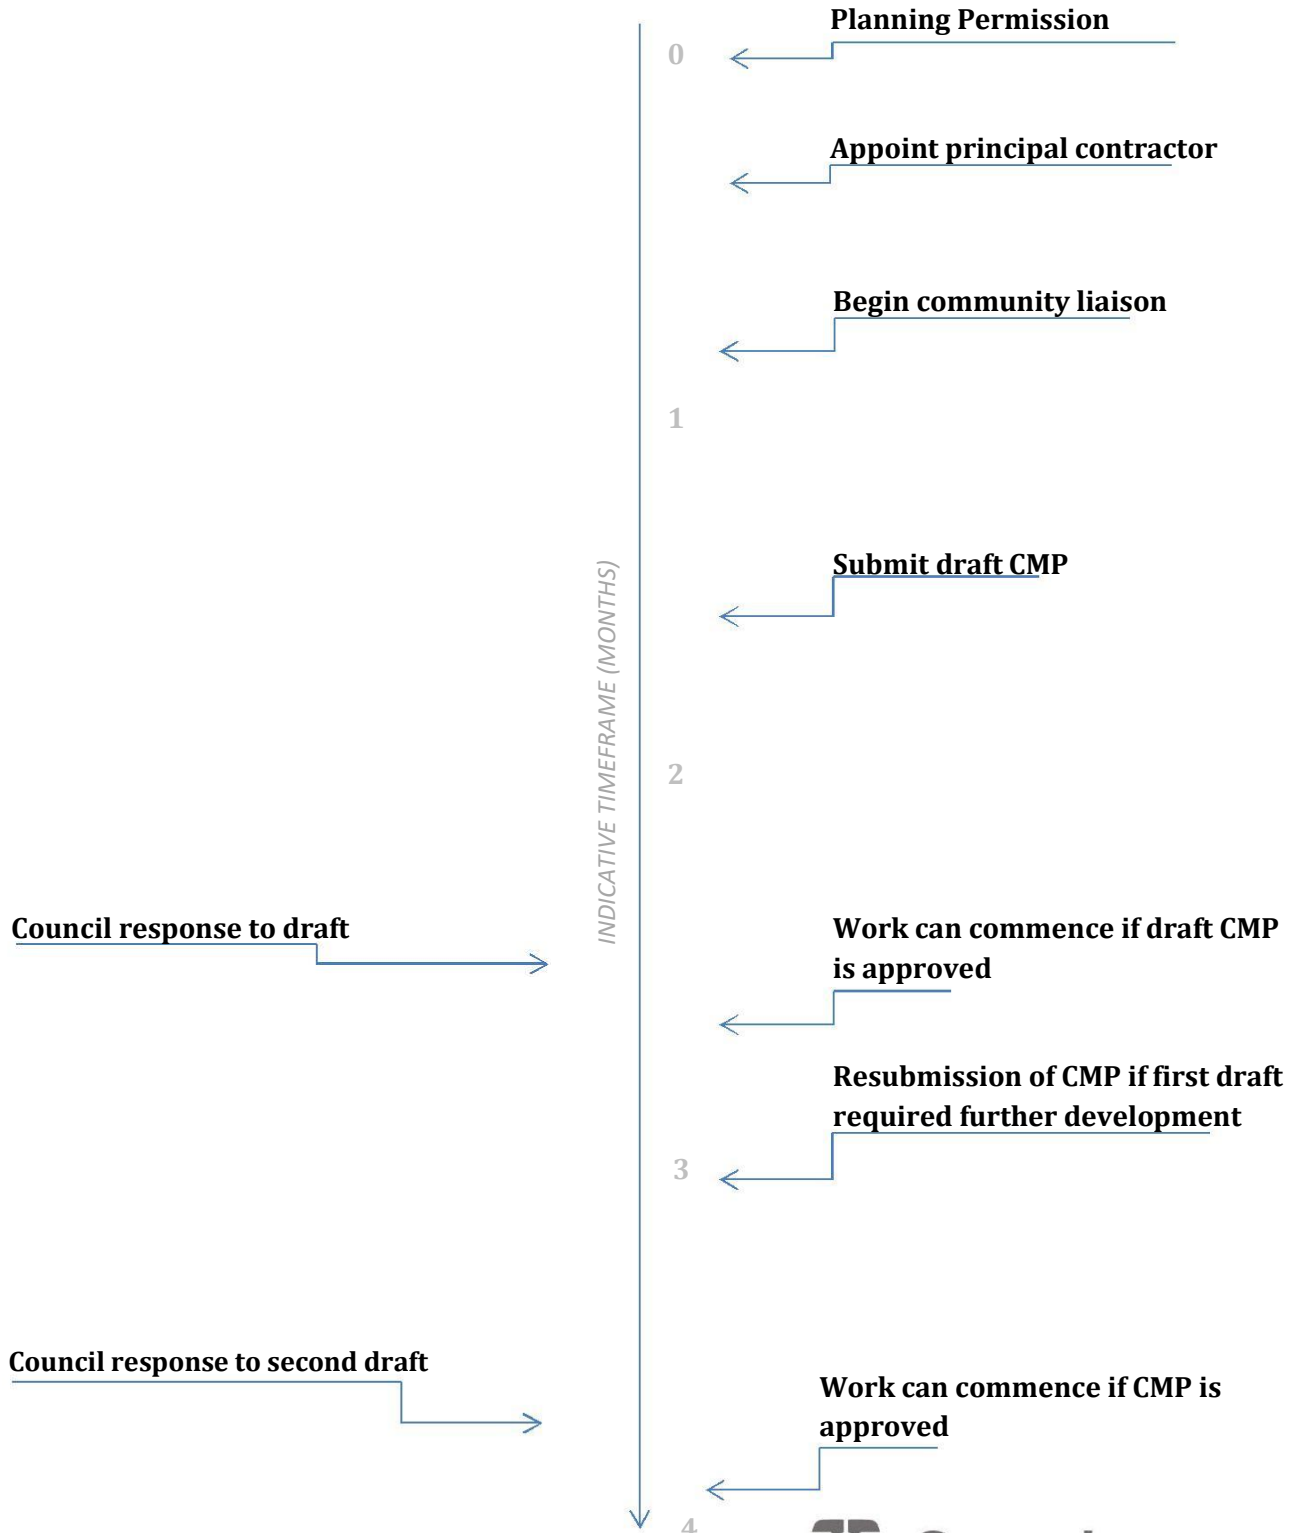 Planning Permission
0
Appoint principal contractor
Begin community liaison
1
Submit draft CMP
INDICATIVE TIMEFRAME (MONTHS)
2
Council response to draft
Work can commence if draft CMP
is approved
Resubmission of CMP if first draft
required further development
3
Council response to second draft
Work can commence if CMP is
approved
4